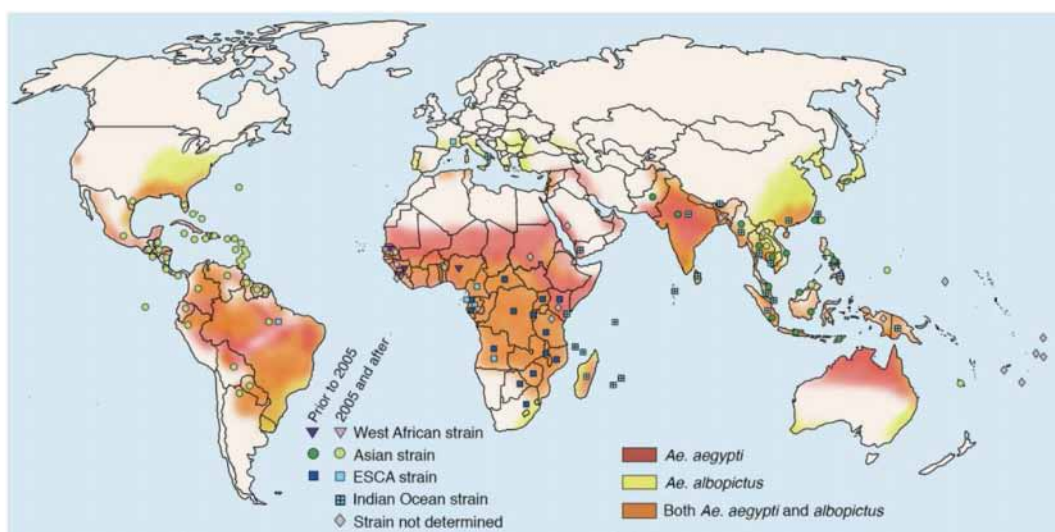 Prior to 2005
2005 and after
West African strain
Asian strain
ESCA strain
Indian Ocean strain
Strain not determined
Ae. aegypti
Ae. albopictus
Both Ae. aegypti and albopictus